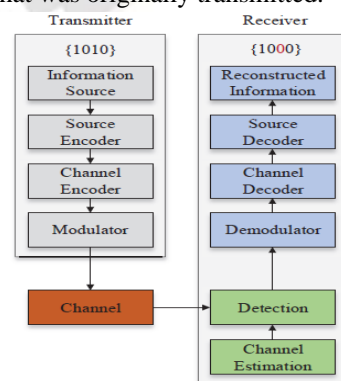 hat was originally transmitted.
Transmitter
{1010}
Information
Source
Source
Encoder
Channel
Encoder
Modulator
Channel
Receiver
{1000}
Reconstructed
Information
Source
Decoder
Channel
Decoder
Demodulator
Detection
Channel
Estimation